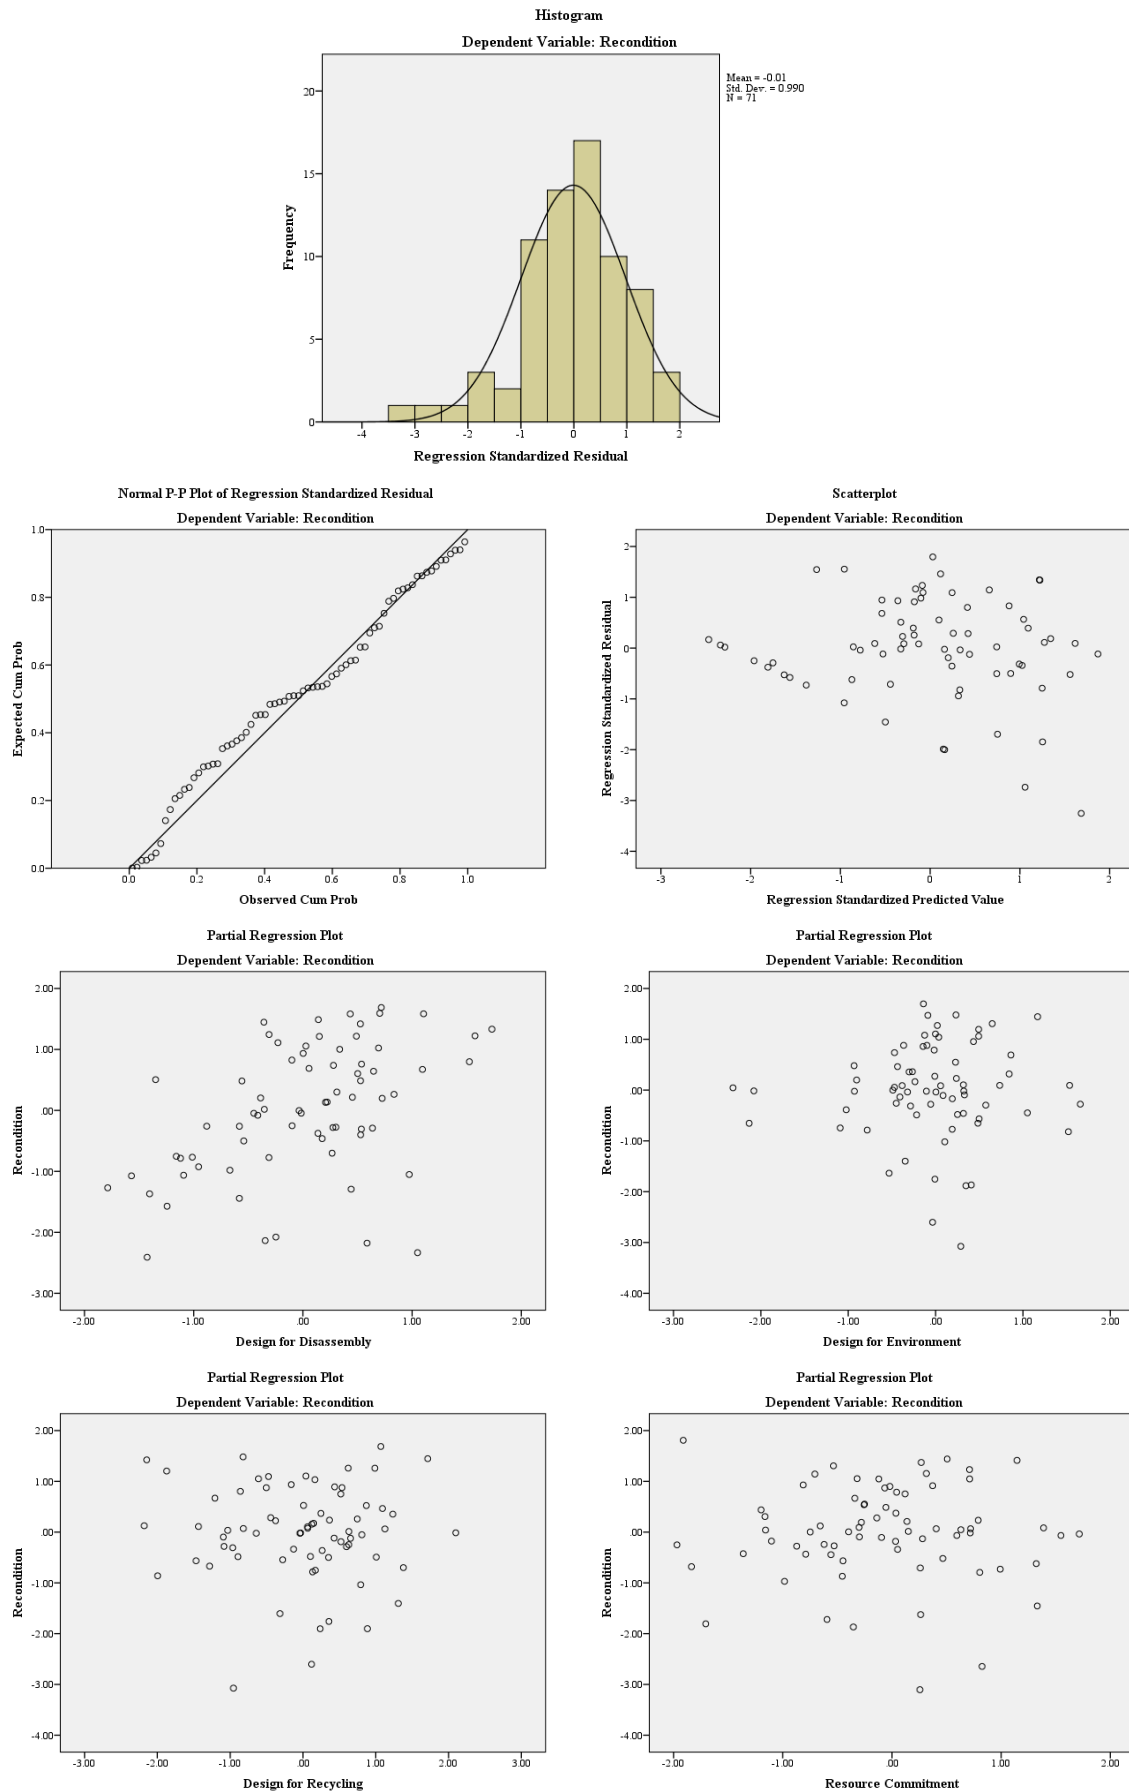 Histogram
Dependent Variable: Recondition
Mean = -0.01
Std. Dev. = 0.990
N = 71
20
15
10
5
0
Frequency
-4 -3 -2 -1 0 1 2
Regression Standardized Residual
Normal P-P Plot of Regression Standardized Residual
Dependent Variable: Recondition
1.0
0.8
0.6
0.4
0.2
0.0
Expected Cum Prob
0.0 0.2 0.4 0.6 0.8 1.0
Observed Cum Prob
Scatterplot
Dependent Variable: Recondition
2
1
0
-1
-2
-3
-4
Regression Standardized Residual
-3 -2 -1 0 1 2
Regression Standardized Predicted Value
Partial Regression Plot
Dependent Variable: Recondition
2.00
1.00
.00
-1.00
-2.00
-3.00
Recondition
-2.00 -1.00 .00 1.00 2.00
Design for Disassembly
Partial Regression Plot
Dependent Variable: Recondition
2.00
1.00
.00
-1.00
-2.00
-3.00
-4.00
Recondition
-3.00 -2.00 -1.00 .00 1.00 2.00
Design for Environment
Partial Regression Plot
Dependent Variable: Recondition
2.00
1.00
.00
-1.00
-2.00
-3.00
-4.00
Recondition
-3.00 -2.00 -1.00 .00 1.00 2.00 3.00
Design for Recycling
Partial Regression Plot
Dependent Variable: Recondition
2.00
1.00
.00
-1.00
-2.00
-3.00
-4.00
Recondition
-2.00 -1.00 .00 1.00 2.00
Resource Commitment